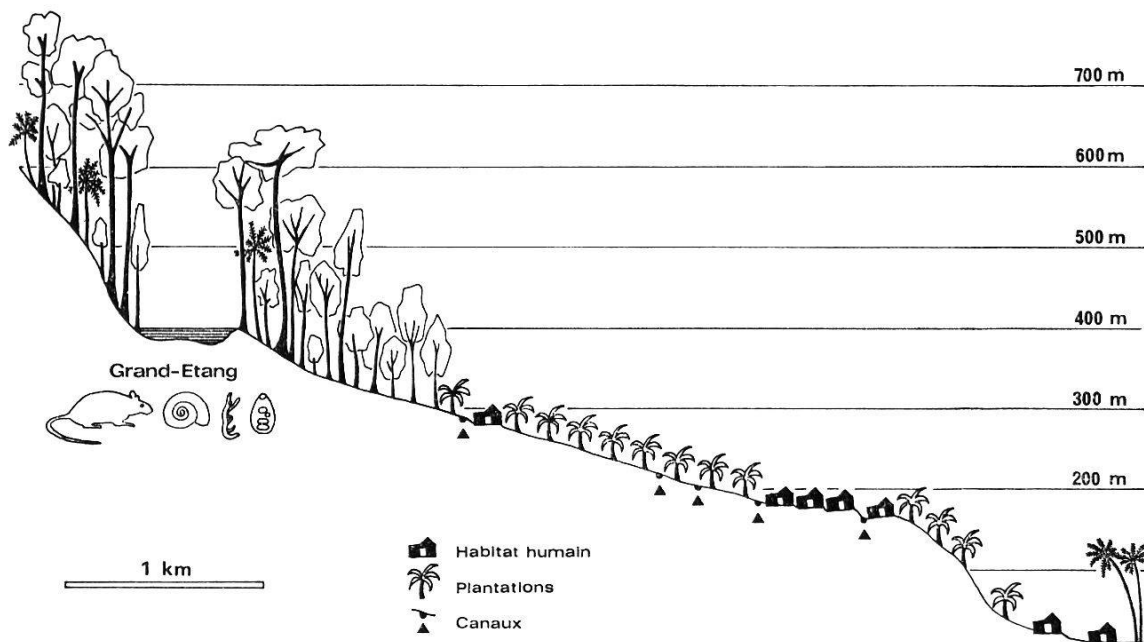 700 m
600 m
500 m
400 m
Grand-Etang
300 m
200 m
Habitat humain
1 km
Plantations
Canaux